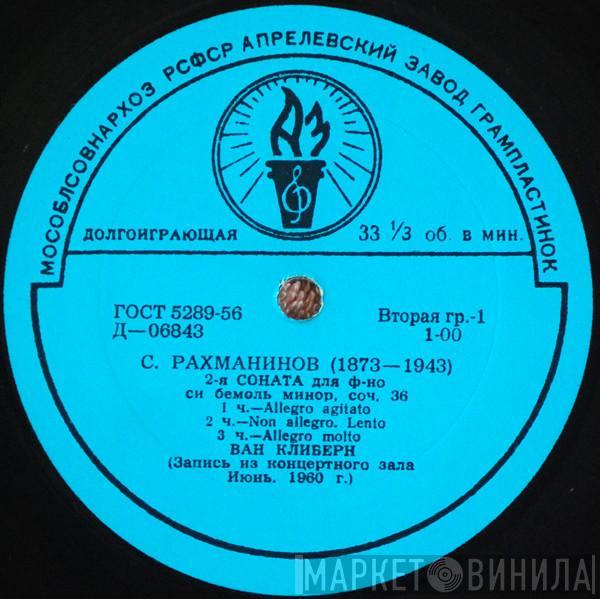 МОСОБЛСОВНАРХОЗ РСФСР АПРЕЛЕВСКИЙ ЗАВОД ГРАМПЛАСТИНОК
АЗ
ДОЛГОИГРАЮЩАЯ
33 ⅓ об. в мин.
ГОСТ 5289-56
Д—06843
Вторая гр.-1
1-00
С. РАХМАНИНОВ (1873—1943)
2-я СОНАТА для ф-но
си бемоль минор, соч. 36
1 ч.—Allegro agitato
2 ч.—Non allegro. Lento
3 ч.—Allegro molto
ВАН КЛИБЕРН
(Запись из концертного зала
Июнь. 1960 г.)
МАРКЕТ ВИНИЛА